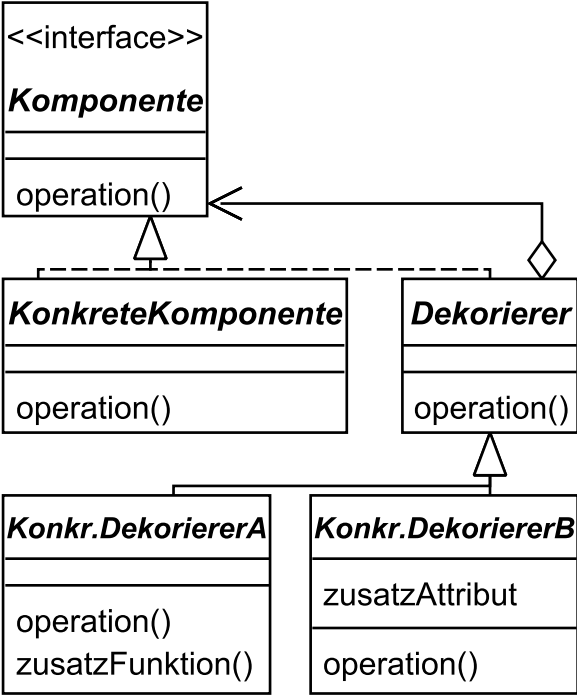 <<interface>>
Komponente
operation()
KonkreteKomponente
operation()
Dekorierer
operation()
Konkr.DekoriererA
operation()
zusatzFunktion()
Konkr.DekoriererB
zusatzAttribut
operation()